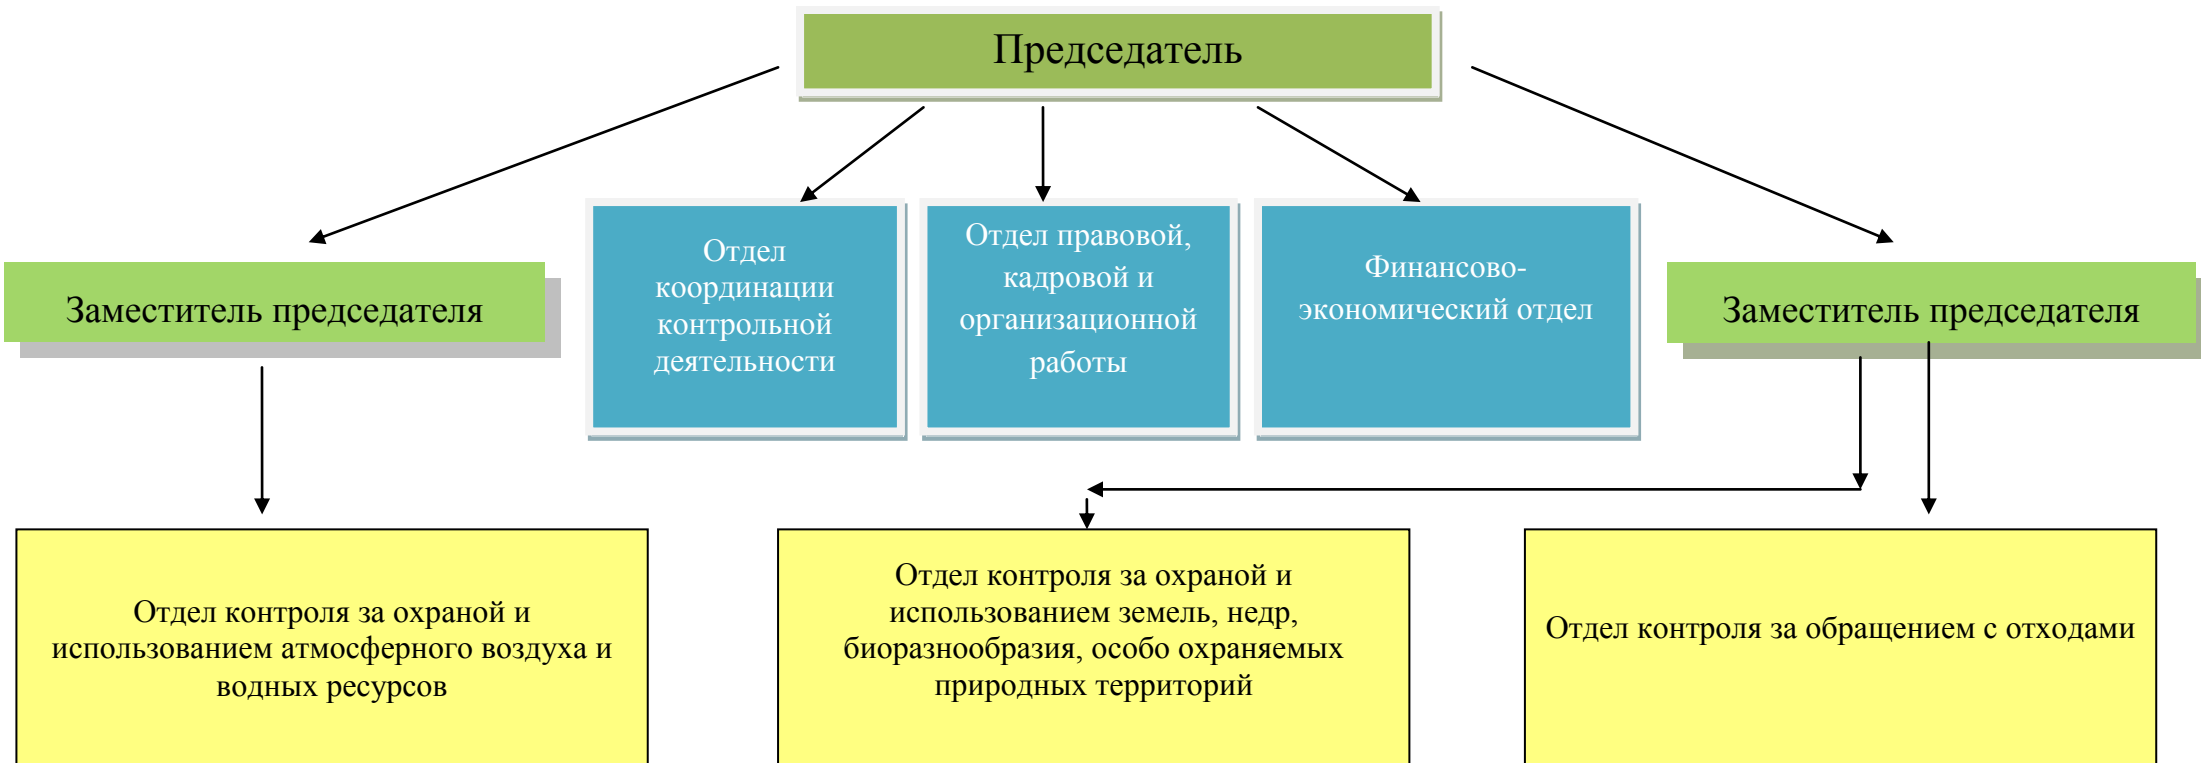 Председатель
Заместитель председателя
Отдел
координации
контрольной
деятельности
Отдел правовой,
кадровой и
организационной
работы
Финансово-
экономический отдел
Заместитель председателя
Отдел контроля за охраной и
использованием атмосферного воздуха и
водных ресурсов
Отдел контроля за охраной и
использованием земель, недр,
биоразнообразия, особо охраняемых
природных территорий
Отдел контроля за обращением с отходами